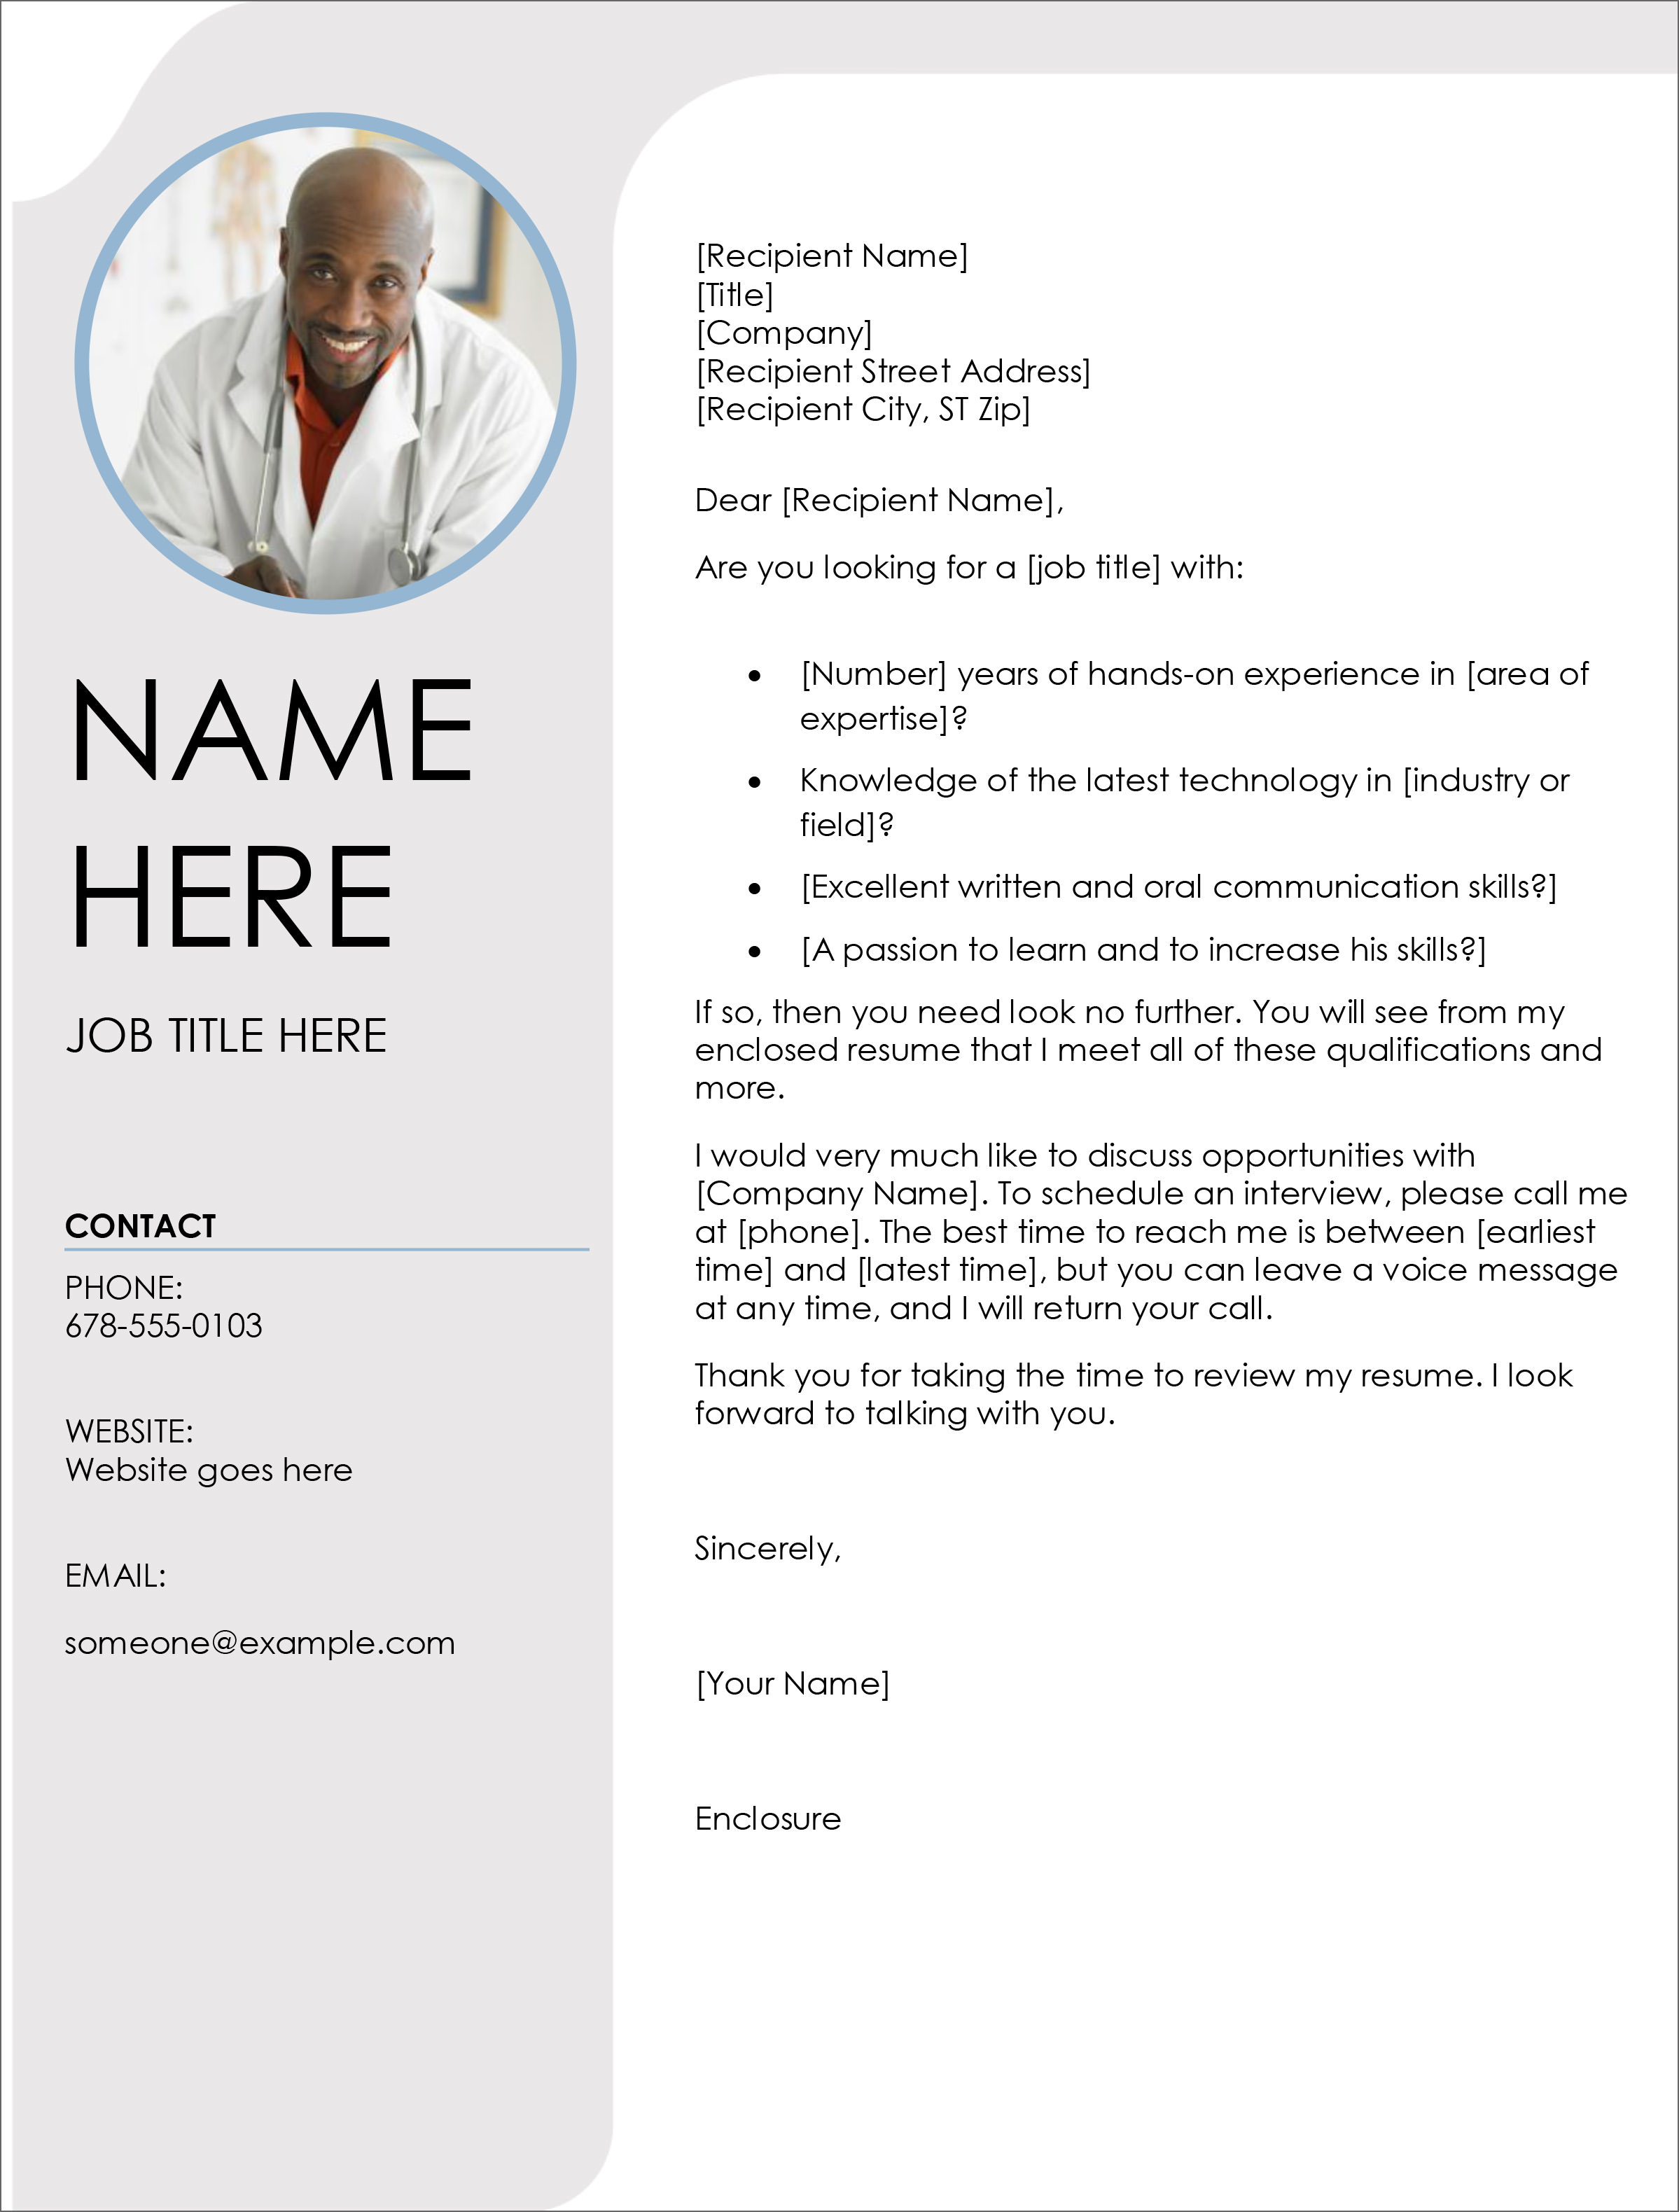 NAME
HERE
JOB TITLE HERE
CONTACT
PHONE:
678-555-0103
WEBSITE:
Website goes here
EMAIL:
someone@example.com
[Recipient Name]
[Title]
[Company]
[Recipient Street Address]
[Recipient City, ST Zip]
Dear [Recipient Name],
Are you looking for a [job title] with:
• [Number] years of hands-on experience in [area of
expertise]?
• Knowledge of the latest technology in [industry or
field]?
• [Excellent written and oral communication skills?]
• [A passion to learn and to increase his skills?]
If so, then you need look no further. You will see from my
enclosed resume that I meet all of these qualifications and
more.
I would very much like to discuss opportunities with
[Company Name]. To schedule an interview, please call me
at [phone]. The best time to reach me is between [earliest
time] and [latest time], but you can leave a voice message
at any time, and I will return your call.
Thank you for taking the time to review my resume. I look
forward to talking with you.
Sincerely,
[Your Name]
Enclosure